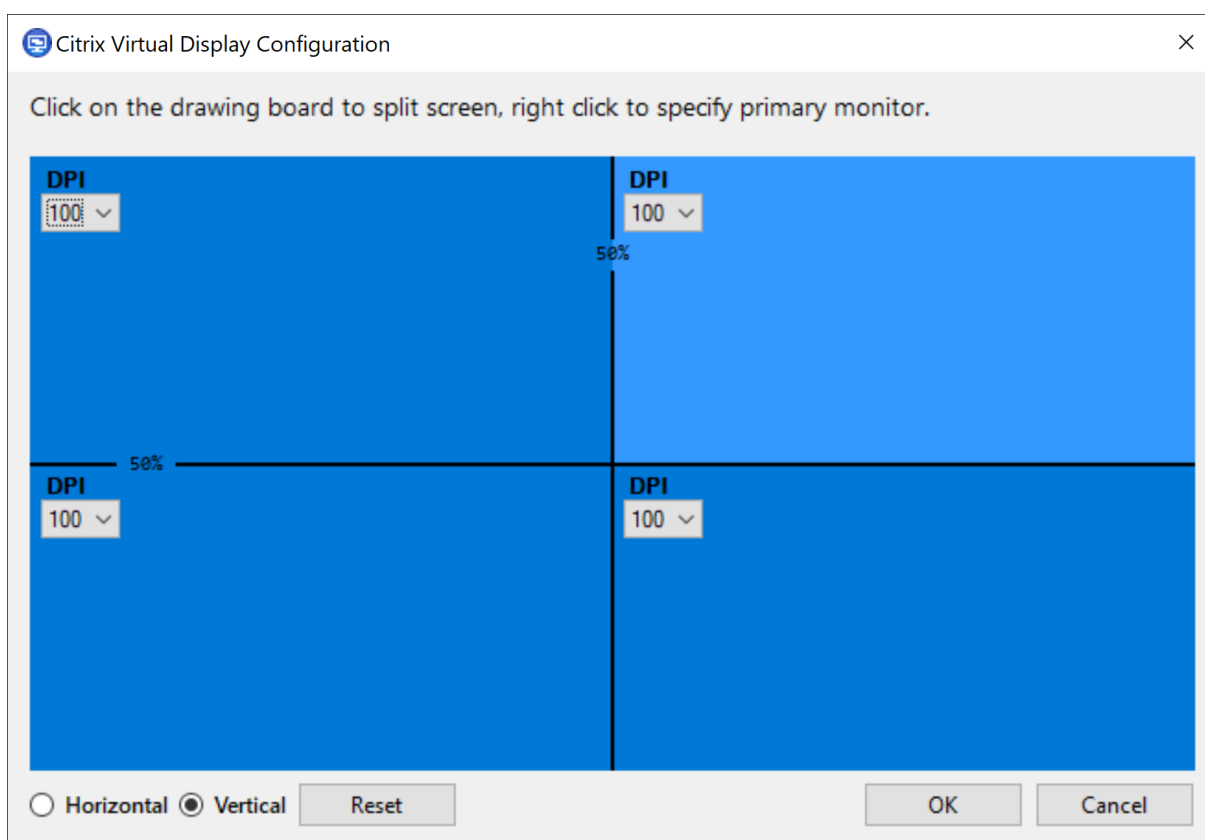 Citrix Virtual Display Configuration
Click on the drawing board to split screen, right click to specify primary monitor.
DPI
100
DPI
100
50%
50%
DPI
100
DPI
100
Horizontal Vertical Reset OK Cancel